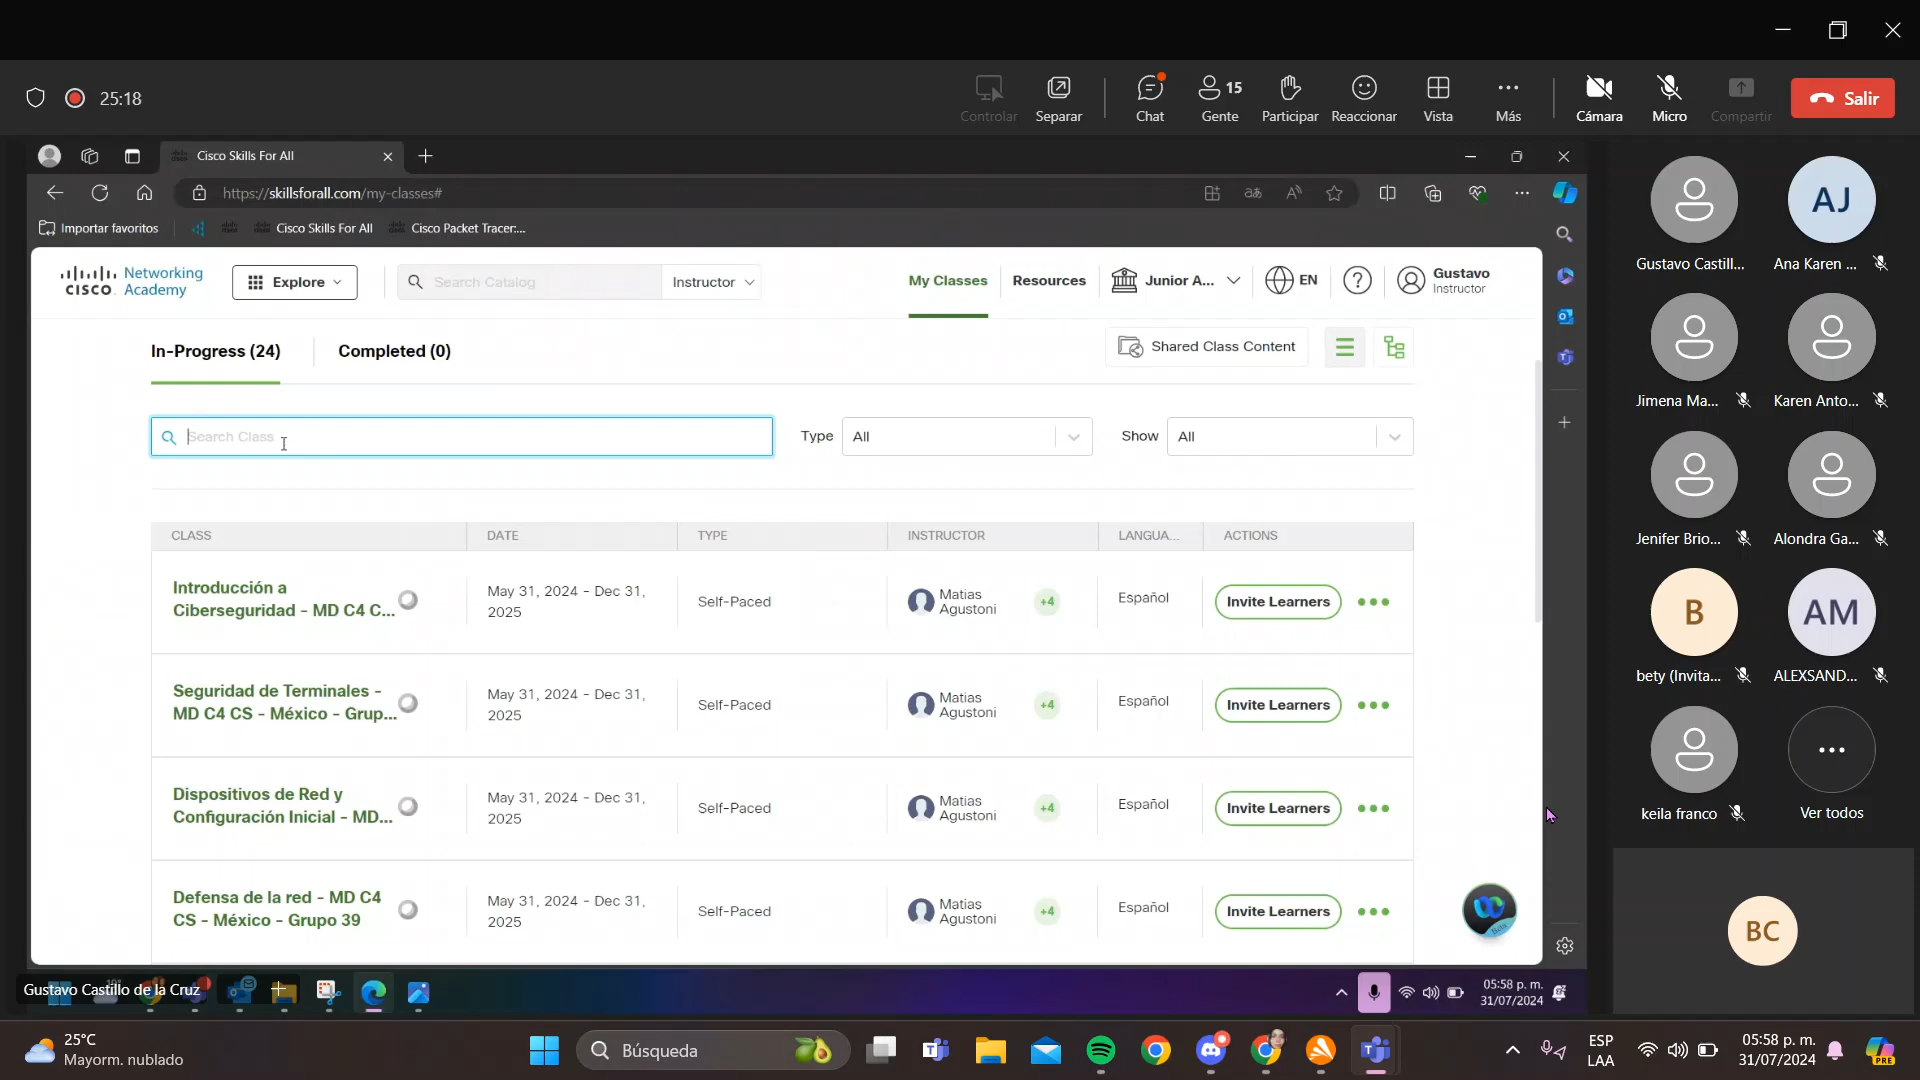 25:18
Controlar
Separar
Chat
15
Gente
Participar
Reaccionar
Vista
Más
Cámara
Micro
Compartir
Salir
Cisco Skills For All
https://skillsforall.com/my-classes#
Importar favoritos
Cisco Skills For All
Cisco Packet Tracer:...
CISCO
Networking
Academy
Explore
Search Catalog
Instructor
My Classes
Resources
Junior A...
EN
Gustavo
Instructor
In-Progress (24)
Completed (0)
Shared Class Content
Search Class
Type
All
Show
All
CLASS
DATE
TYPE
INSTRUCTOR
LANGUA...
ACTIONS
Introducción a
Ciberseguridad - MD C4 C...
May 31, 2024 - Dec 31,
2025
Self-Paced
Matias
Agustoni
+4
Español
Invite Learners
Seguridad de Terminales -
MD C4 CS - México - Grup...
May 31, 2024 - Dec 31,
2025
Self-Paced
Matias
Agustoni
+4
Español
Invite Learners
Dispositivos de Red y
Configuración Inicial - MD...
May 31, 2024 - Dec 31,
2025
Self-Paced
Matias
Agustoni
+4
Español
Invite Learners
Defensa de la red - MD C4
CS - México - Grupo 39
May 31, 2024 - Dec 31,
2025
Self-Paced
Matias
Agustoni
+4
Español
Invite Learners
Gustavo Castill...
AJ
Ana Karen ...
Jimena Ma...
Karen Anto...
Jenifer Brio...
Alondra Ga...
B
bety (Invita...
AM
ALEXSAND...
keila franco
Ver todos
BC
Gustavo Castillo de la Cruz
05:58 p. m.
31/07/2024
25°C
Mayorm. nublado
Búsqueda
ESP
LAA
05:58 p. m.
31/07/2024
PRE